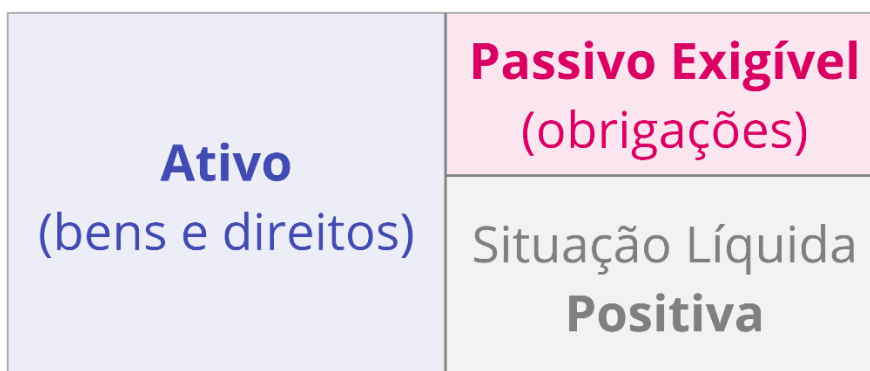 Ativo
(bens e direitos)
Passivo Exigível
(obrigações)
Situação Líquida
Positiva